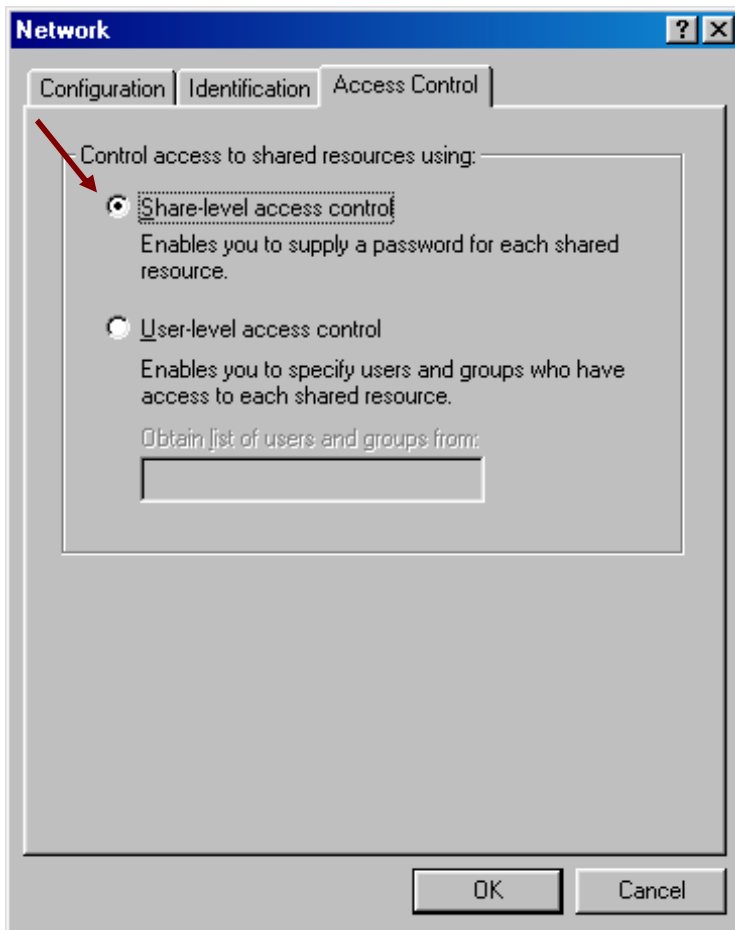 Network
Configuration Identification Access Control
Control access to shared resources using:
Share-level access control
Enables you to supply a password for each shared
resource.
User-level access control
Enables you to specify users and groups who have
access to each shared resource.
Obtain list of users and groups from:
OK Cancel